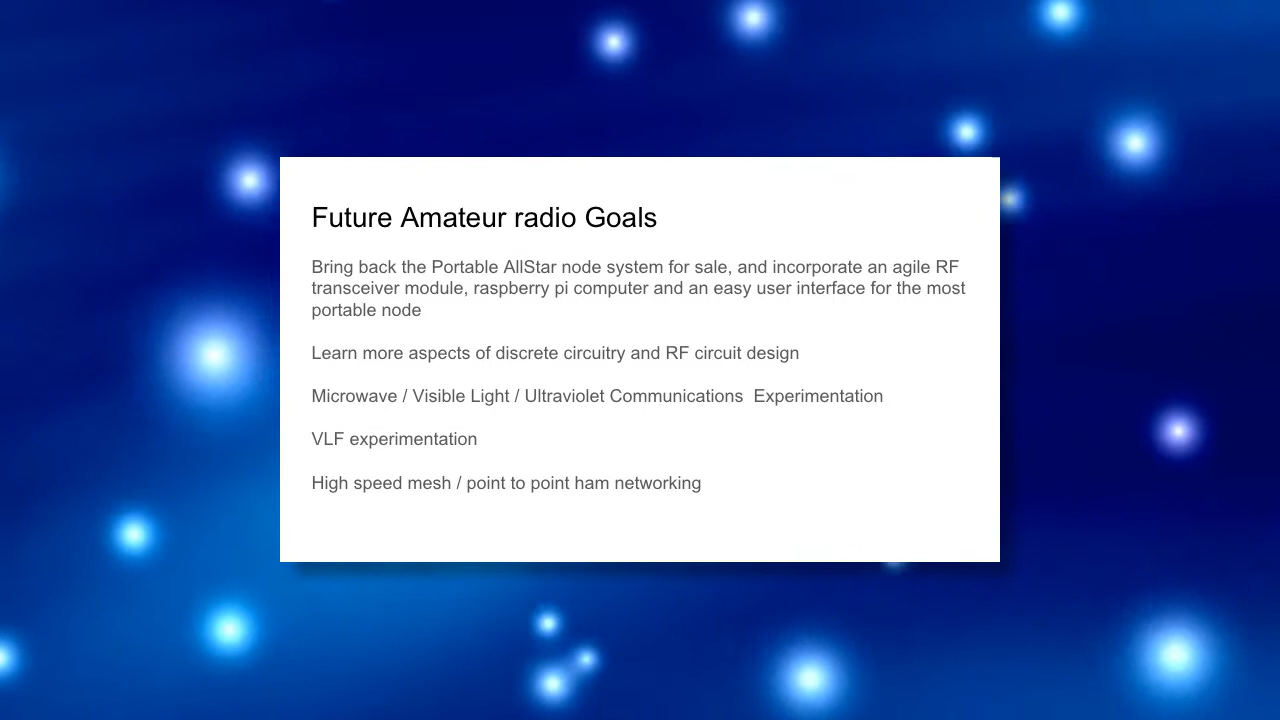 Future Amateur radio Goals
Bring back the Portable AllStar node system for sale, and incorporate an agile RF
transceiver module, raspberry pi computer and an easy user interface for the most
portable node
Learn more aspects of discrete circuitry and RF circuit design
Microwave / Visible Light / Ultraviolet Communications  Experimentation
VLF experimentation
High speed mesh / point to point ham networking